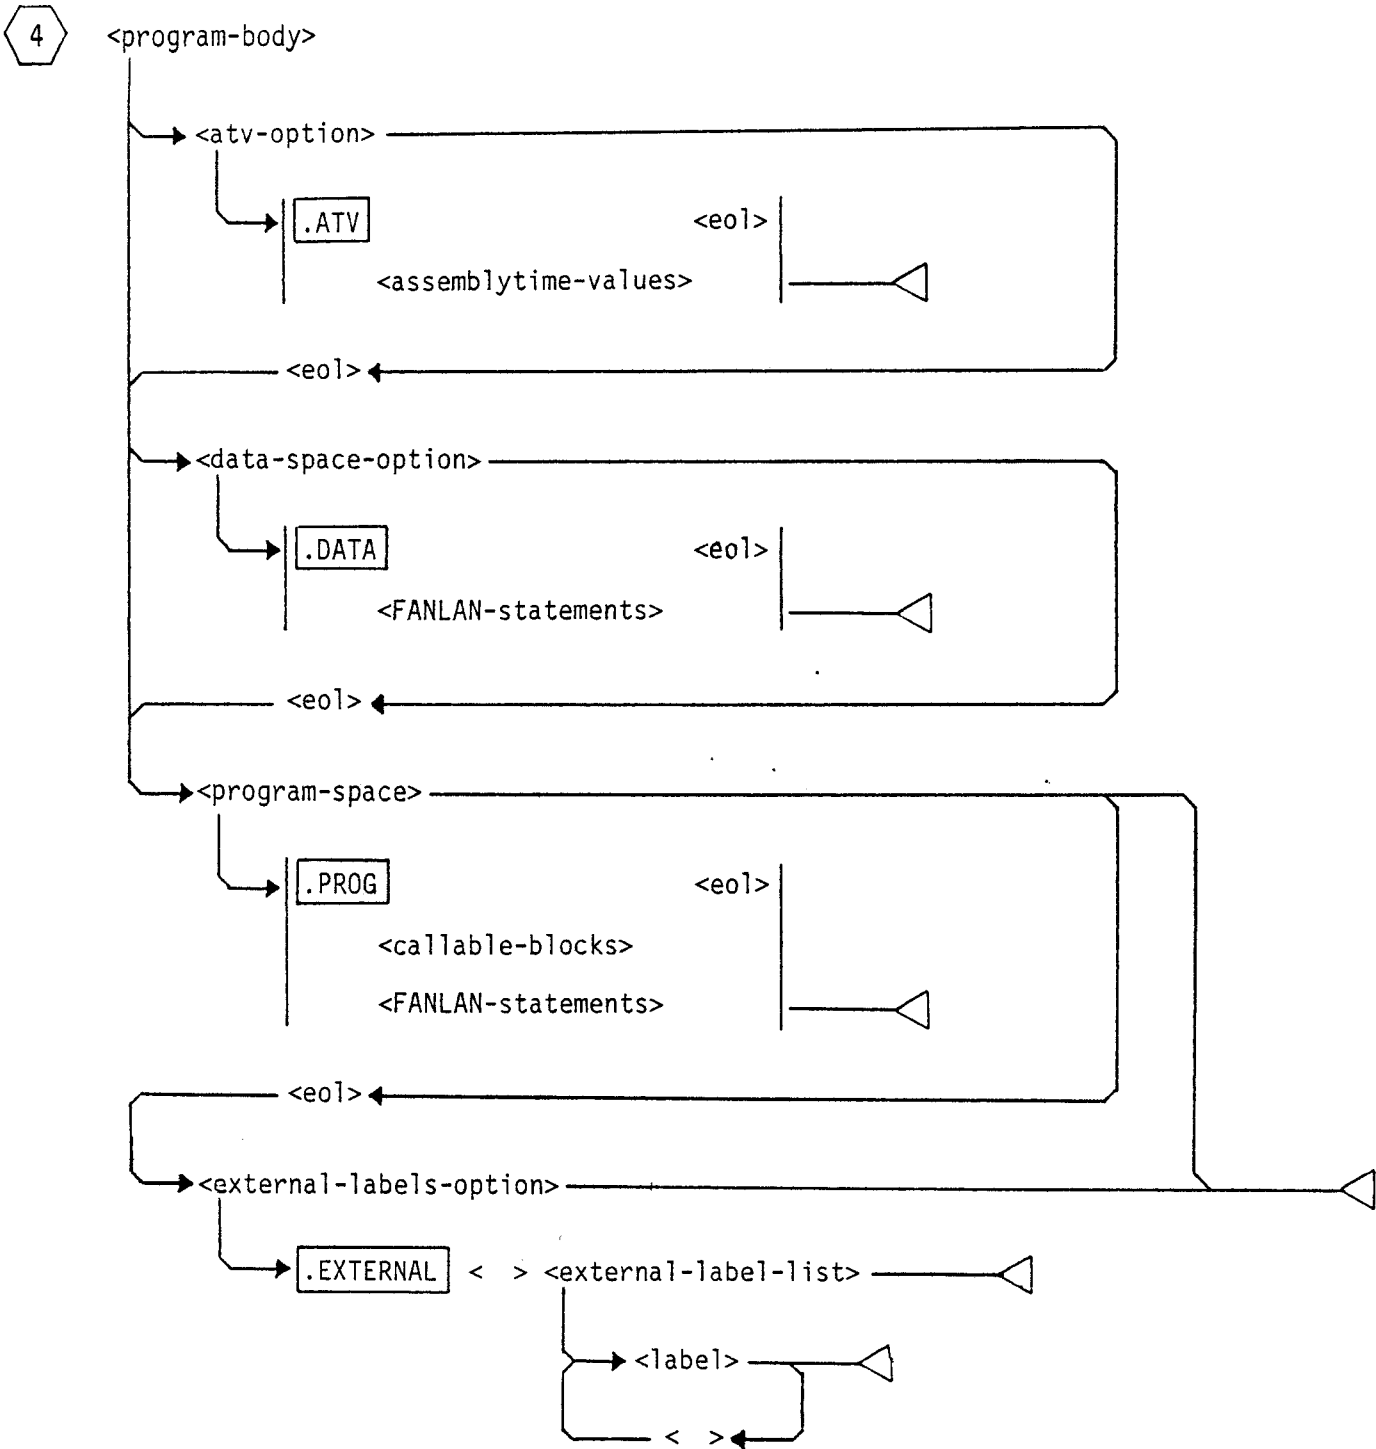 4 <program-body>
<atv-option>
.ATV <eol>
<assemblytime-values>
<eol>
<data-space-option>
.DATA <eol>
<FANLAN-statements>
<eol>
<program-space>
.PROG <eol>
<callable-blocks>
<FANLAN-statements>
<eol>
<external-labels-option>
.EXTERNAL < > <external-label-list>
<label>
< >